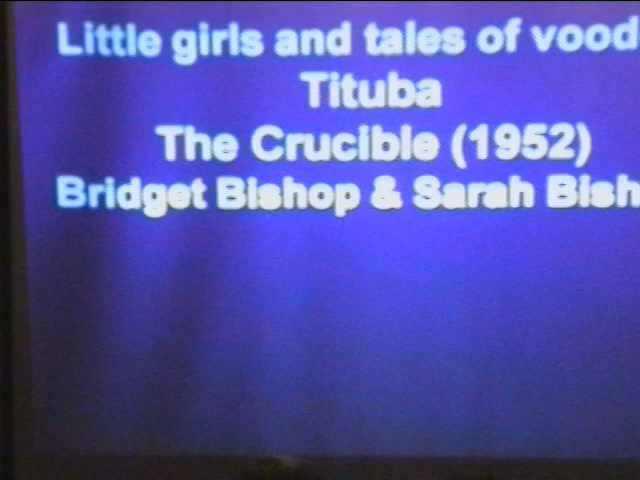 Little girls and tales of vood
Tituba
The Crucible (1952)
Bridget Bishop & Sarah Bish